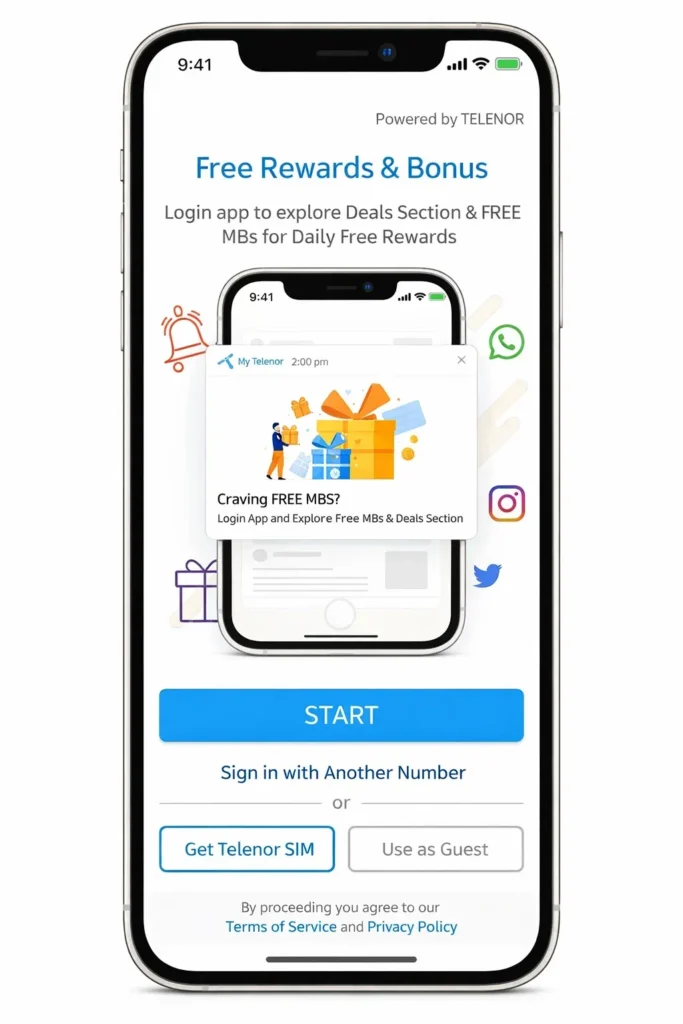 9:41
Powered by TELENOR
Free Rewards & Bonus
Login app to explore Deals Section & FREE
MBs for Daily Free Rewards
9:41
My Telenor 2:00 pm
Craving FREE MBS?
Login App and Explore Free MBs & Deals Section
START
Sign in with Another Number
or
Get Telenor SIM
Use as Guest
By proceeding you agree to our
Terms of Service and Privacy Policy